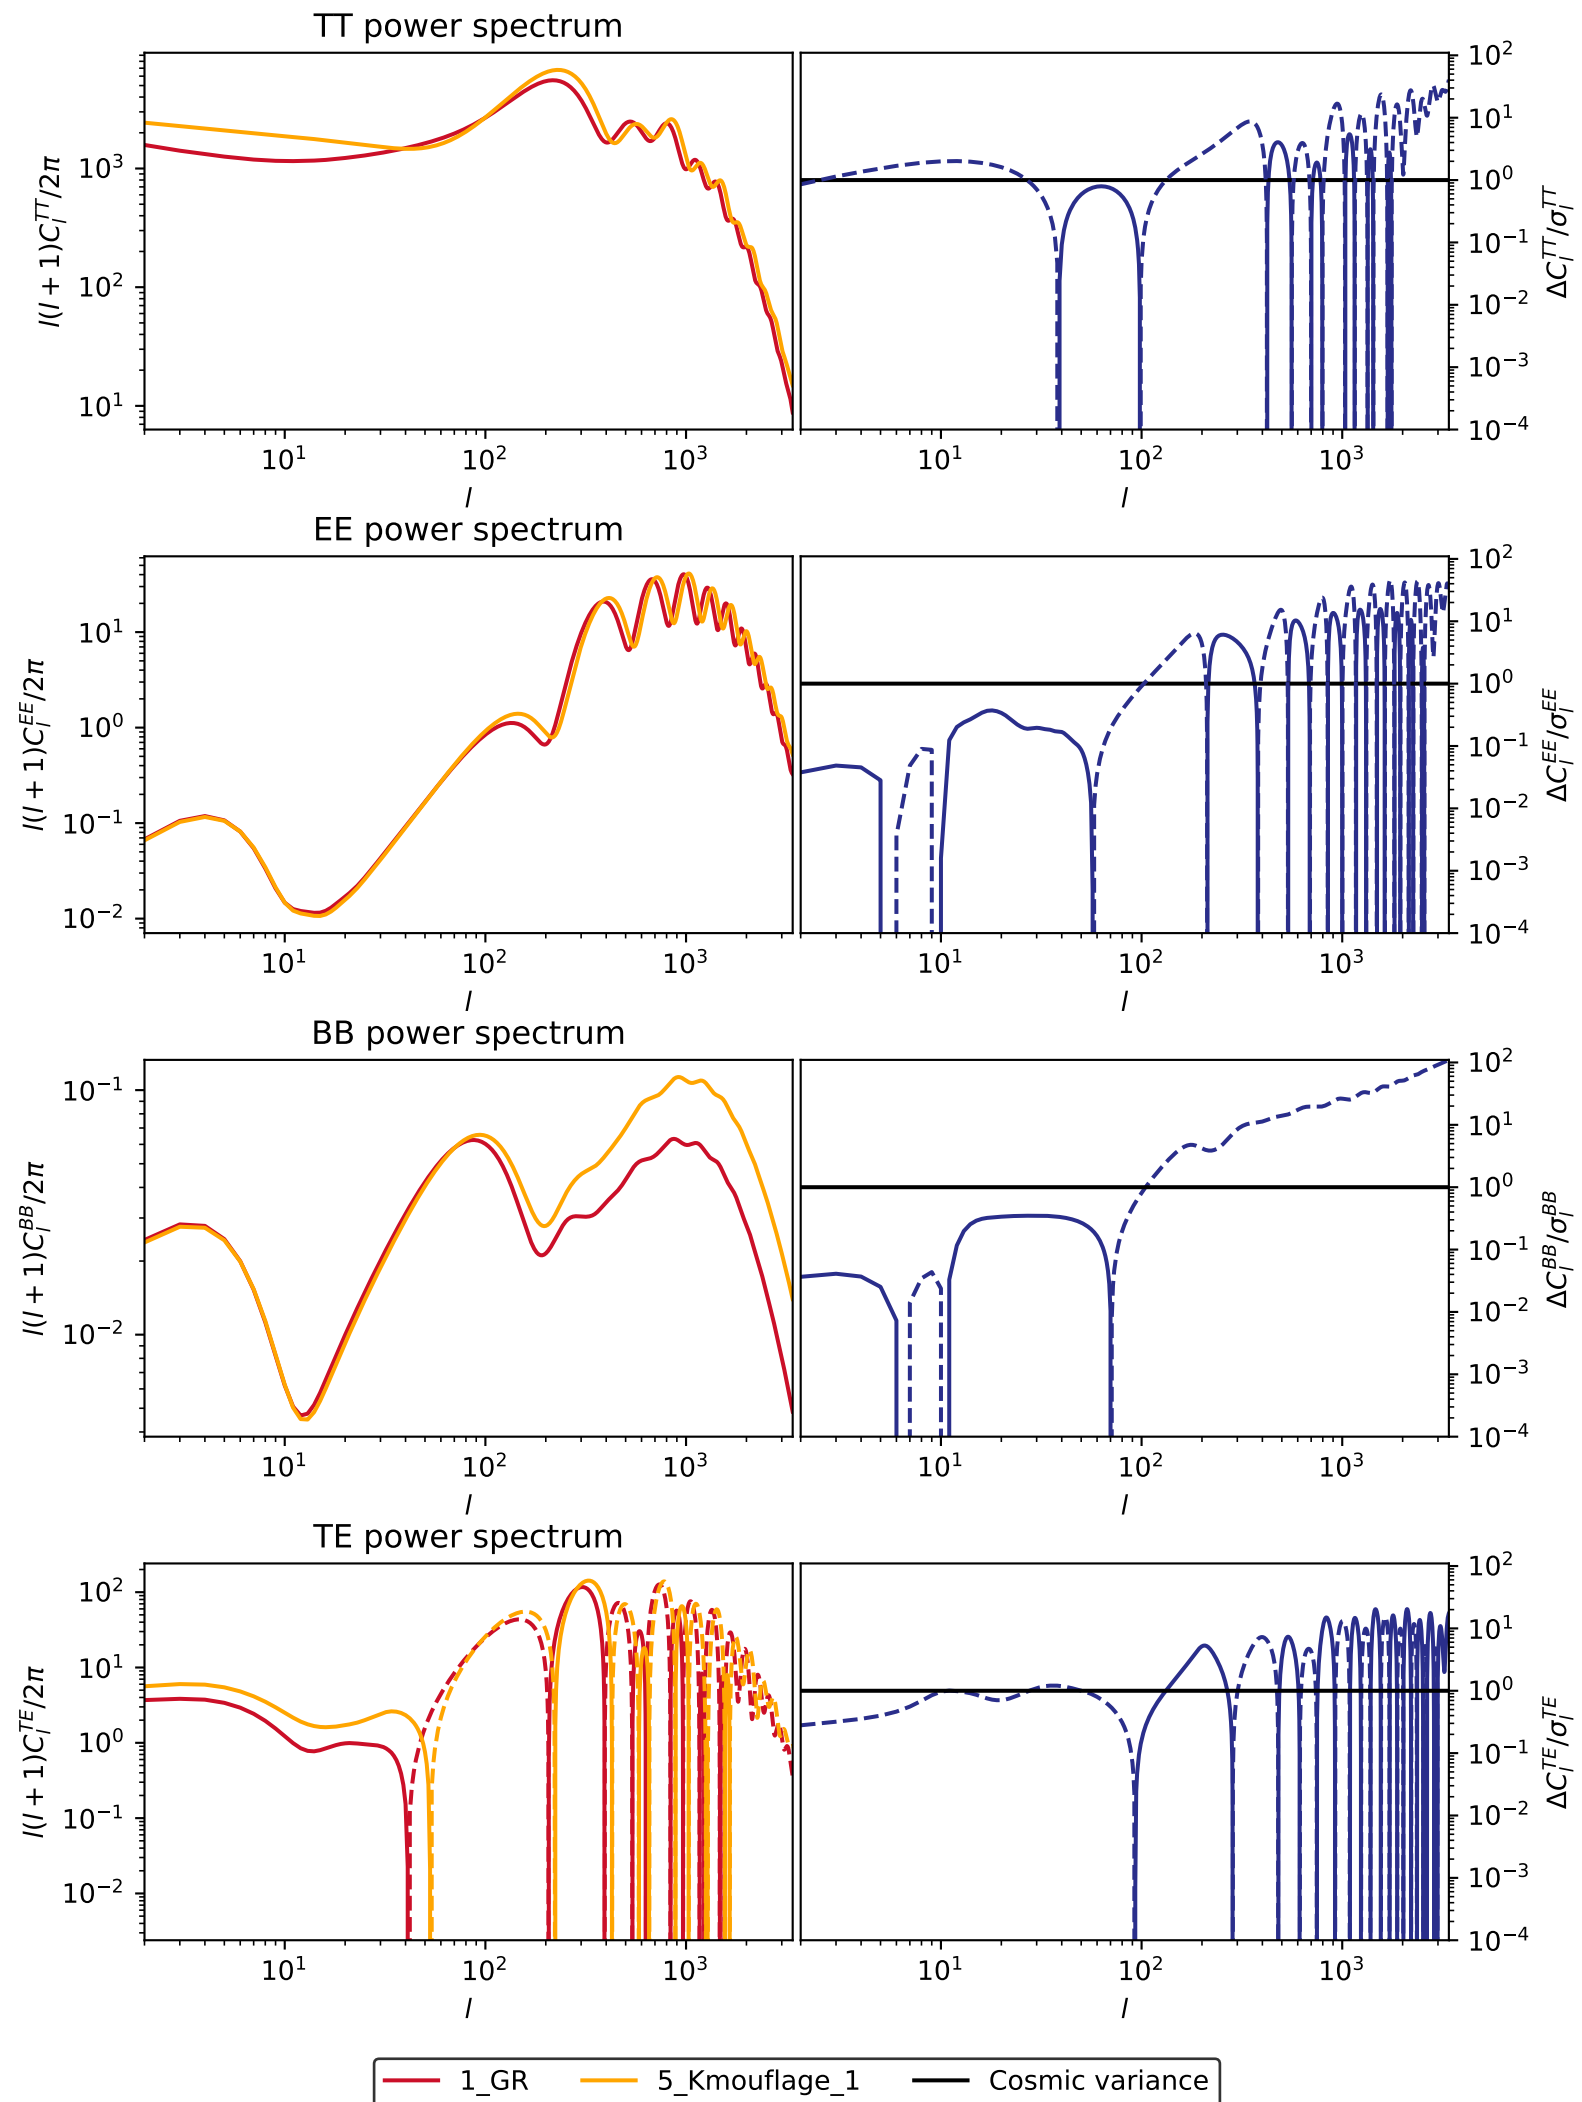 TT power spectrum
l(l + 1)C_l^{TT}/2π
10^3
10^2
10^1
10^1 10^2 10^3
l
10^2
10^1
10^0
10^{−1}
10^{−2}
10^{−3}
10^{−4}
ΔC_l^{TT}/σ_l^{TT}
10^1 10^2 10^3
l
EE power spectrum
l(l + 1)C_l^{EE}/2π
10^1
10^0
10^{−1}
10^{−2}
10^1 10^2 10^3
l
10^2
10^1
10^0
10^{−1}
10^{−2}
10^{−3}
10^{−4}
ΔC_l^{EE}/σ_l^{EE}
10^1 10^2 10^3
l
BB power spectrum
l(l + 1)C_l^{BB}/2π
10^{−1}
10^{−2}
10^1 10^2 10^3
l
10^2
10^1
10^0
10^{−1}
10^{−2}
10^{−3}
10^{−4}
ΔC_l^{BB}/σ_l^{BB}
10^1 10^2 10^3
l
TE power spectrum
l(l + 1)C_l^{TE}/2π
10^2
10^1
10^0
10^{−1}
10^{−2}
10^1 10^2 10^3
l
10^2
10^1
10^0
10^{−1}
10^{−2}
10^{−3}
10^{−4}
ΔC_l^{TE}/σ_l^{TE}
10^1 10^2 10^3
l
1_GR 5_Kmouflage_1 Cosmic variance